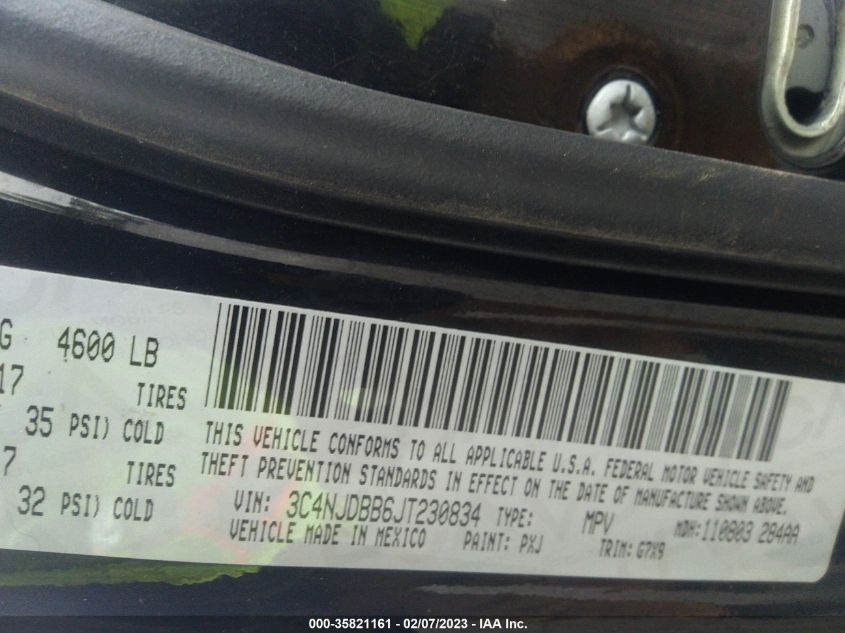 G 4600 LB
17 TIRES
35 PSI) COLD
7 TIRES
32 PSI) COLD
THIS VEHICLE CONFORMS TO ALL APPLICABLE U.S.A. FEDERAL MOTOR VEHICLE SAFETY AND
THEFT PREVENTION STANDARDS IN EFFECT ON THE DATE OF MANUFACTURE SHOWN ABOVE.
VIN: 3C4NJDBB6JT230834 TYPE: MPV MDH:110803 284AA
VEHICLE MADE IN MEXICO PAINT: PXJ TRIM: G7X9
000-35821161 - 02/07/2023 - IAA Inc.